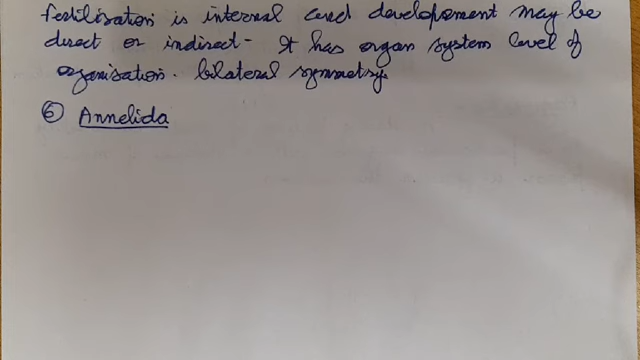 fertilisation is internal and developement may be
direct or indirect - It has organ system level of
organisation. bilateral symmetry.
⑥ Annelida